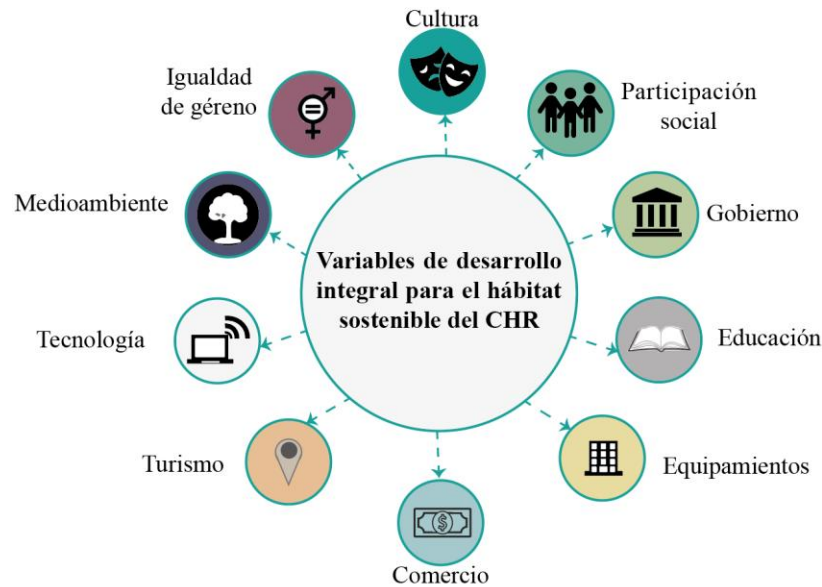 Cultura
Igualdad
de géreno
Participación
social
Medioambiente
Gobierno
Variables de desarrollo
integral para el hábitat
sostenible del CHR
Tecnología
Educación
Turismo
Equipamientos
$
Comercio